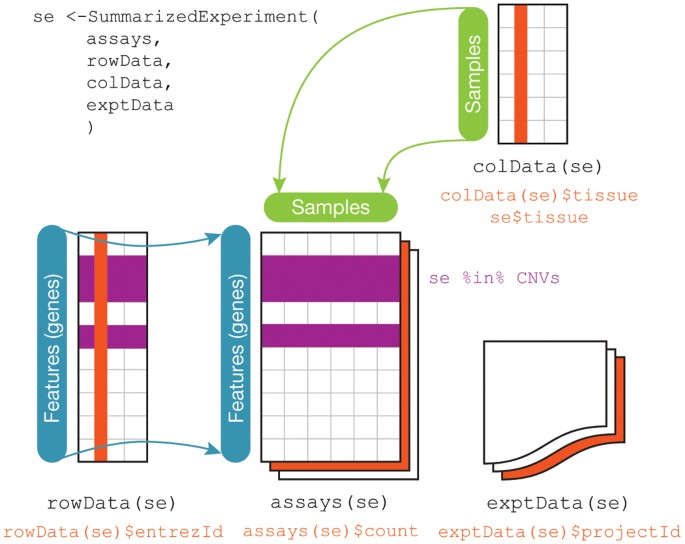 se <-SummarizedExperiment(
assays,
rowData,
colData,
exptData
)
Samples
colData(se)
colData(se)$tissue
se$tissue
Samples
Features (genes)
Features (genes)
se %in% CNVs
rowData(se)
assays(se)
exptData(se)
rowData(se)$entrezId
assays(se)$count
exptData(se)$projectId